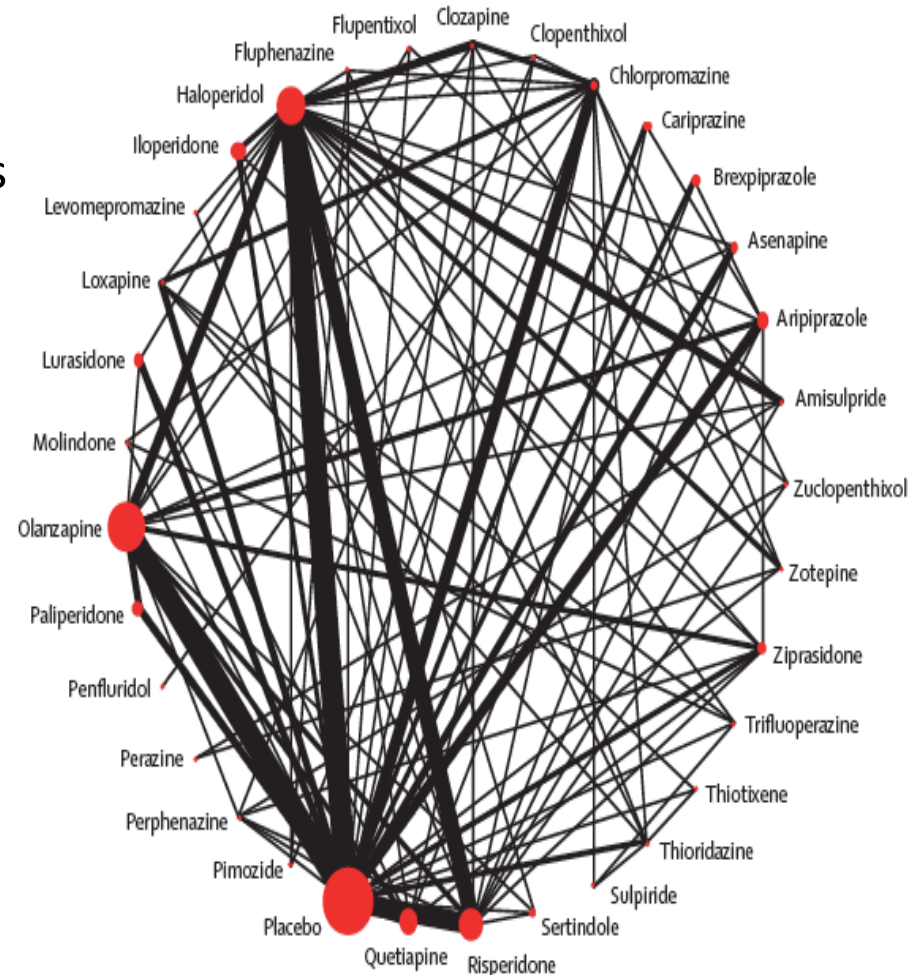 Clozapine
Flupentixol
Clopenthixol
Fluphenazine
Chlorpromazine
Haloperidol
Cariprazine
Iloperidone
s
Brexpiprazole
Levomepromazine
Asenapine
Loxapine
Aripiprazole
Lurasidone
Amisulpride
Molindone
Zuclopenthixol
Olanzapine
Zotepine
Paliperidone
Ziprasidone
Penfluridol
Trifluoperazine
Perazine
Thiotixene
Perphenazine
Thioridazine
Pimozide
Sulpiride
Placebo
Sertindole
Quetiapine
Risperidone